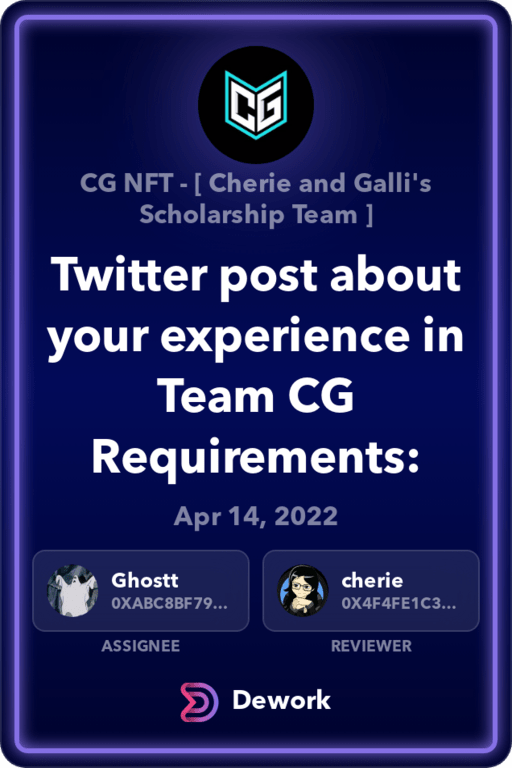 CG
CG NFT - [ Cherie and Galli's
Scholarship Team ]
Twitter post about
your experience in
Team CG
Requirements:
Apr 14, 2022
Ghostt
0XABC8BF79...
cherie
0X4F4FE1C3...
ASSIGNEE
REVIEWER
Dework